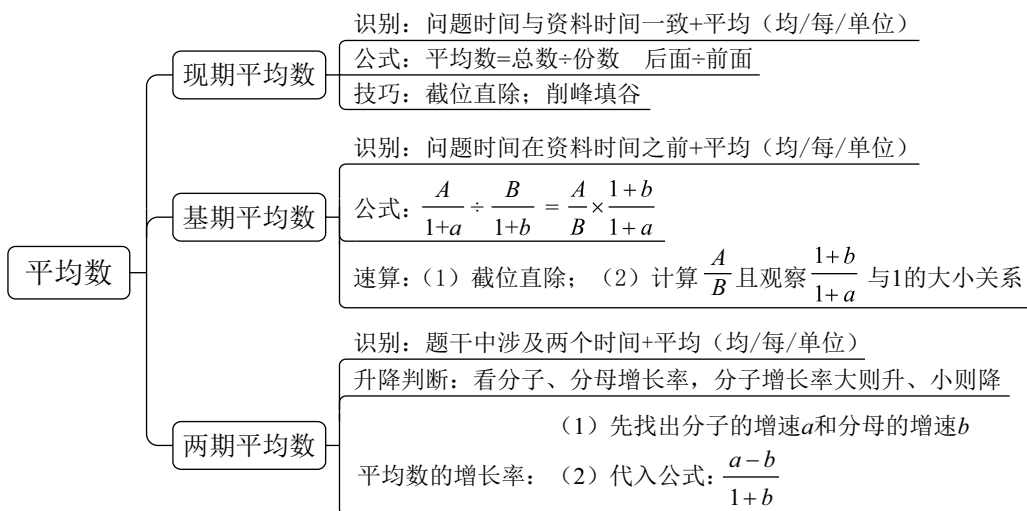 平均数
现期平均数
识别：问题时间与资料时间一致+平均（均/每/单位）
公式：平均数=总数÷份数　后面÷前面
技巧：截位直除；削峰填谷
基期平均数
识别：问题时间在资料时间之前+平均（均/每/单位）
公式：A/(1+a) ÷ B/(1+b) = A/B × (1+b)/(1+a)
速算：（1）截位直除；（2）计算 A/B 且观察 (1+b)/(1+a) 与1的大小关系
两期平均数
识别：题干中涉及两个时间+平均（均/每/单位）
升降判断：看分子、分母增长率，分子增长率大则升、小则降
平均数的增长率：（1）先找出分子的增速a和分母的增速b
（2）代入公式：(a−b)/(1+b)